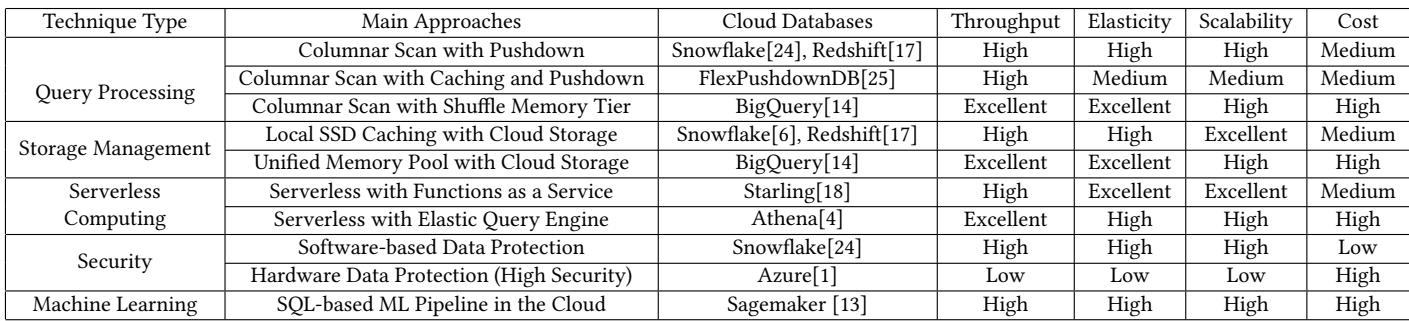 Technique Type Main Approaches Cloud Databases Throughput Elasticity Scalability Cost
Query Processing Columnar Scan with Pushdown Snowflake[24], Redshift[17] High High High Medium
Columnar Scan with Caching and Pushdown FlexPushdownDB[25] High Medium Medium Medium
Columnar Scan with Shuffle Memory Tier BigQuery[14] Excellent Excellent High High
Storage Management Local SSD Caching with Cloud Storage Snowflake[6], Redshift[17] High High Excellent Medium
Unified Memory Pool with Cloud Storage BigQuery[14] Excellent Excellent High High
Serverless Serverless with Functions as a Service Starling[18] High Excellent Excellent Medium
Computing Serverless with Elastic Query Engine Athena[4] Excellent High High High
Security Software-based Data Protection Snowflake[24] High High High Low
Hardware Data Protection (High Security) Azure[1] Low Low Low High
Machine Learning SQL-based ML Pipeline in the Cloud Sagemaker [13] High High High High